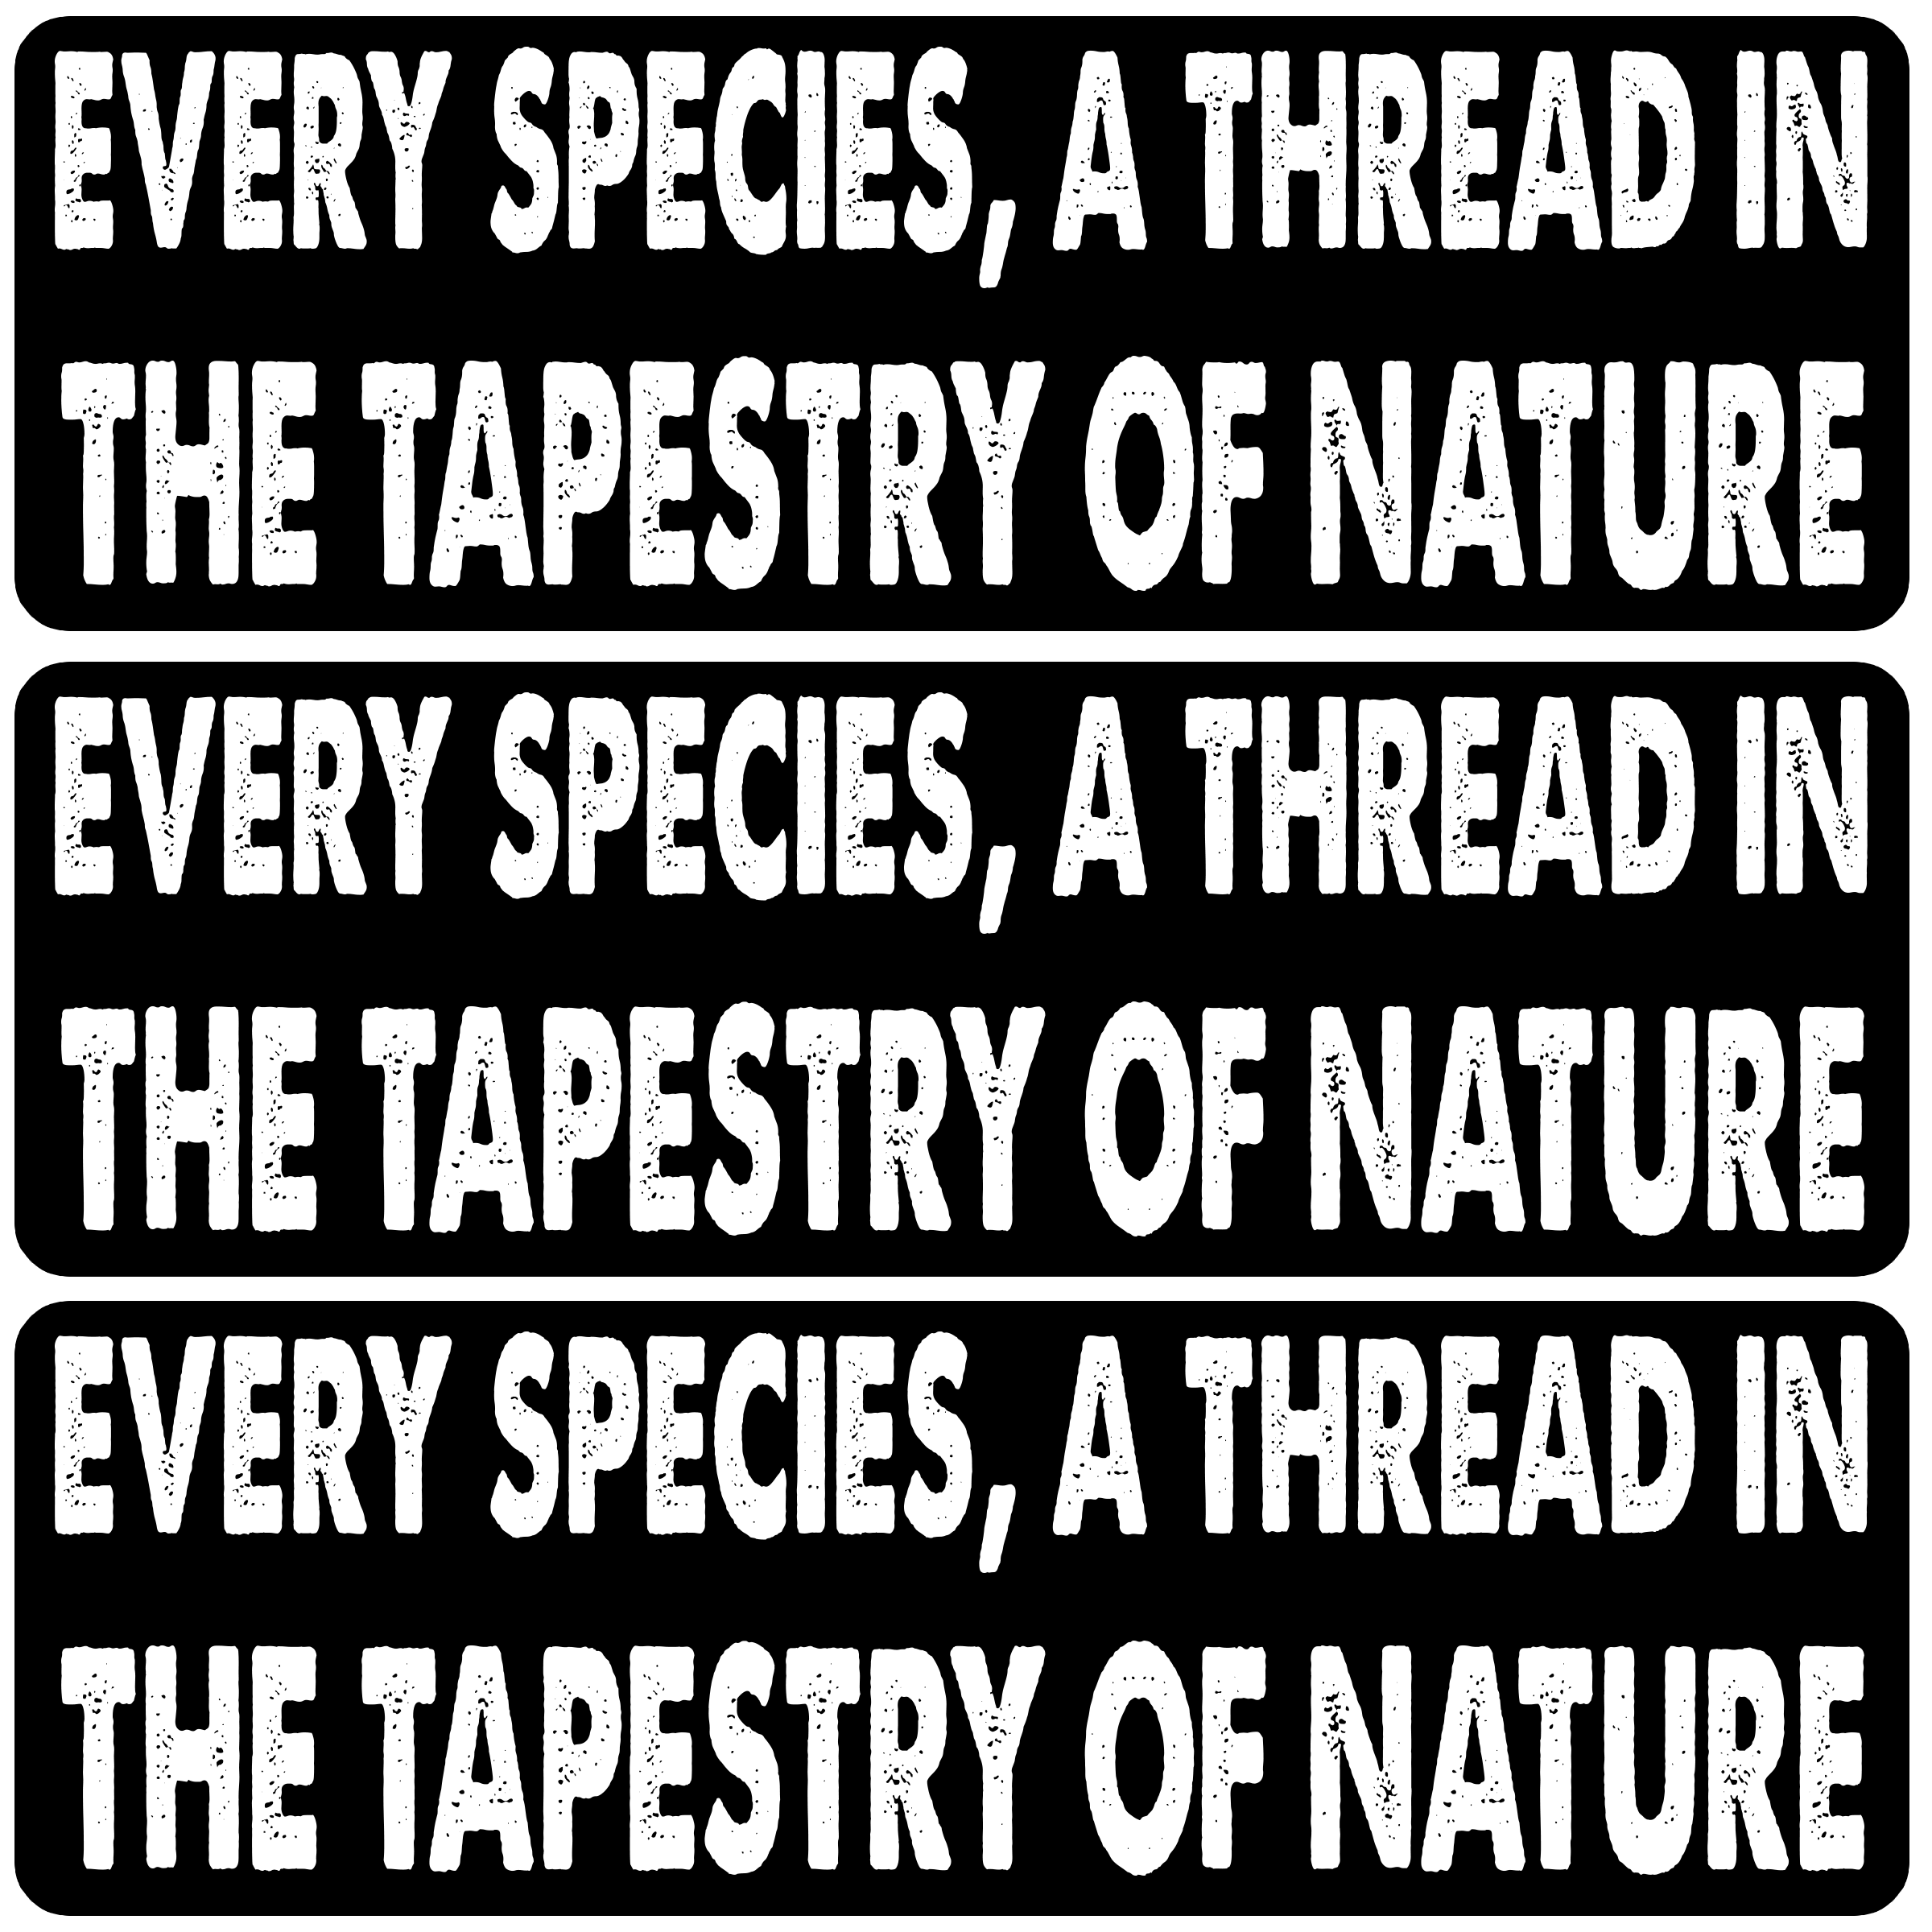 EVERY SPECIES, A THREAD IN
THE TAPESTRY OF NATURE
EVERY SPECIES, A THREAD IN
THE TAPESTRY OF NATURE
EVERY SPECIES, A THREAD IN
THE TAPESTRY OF NATURE